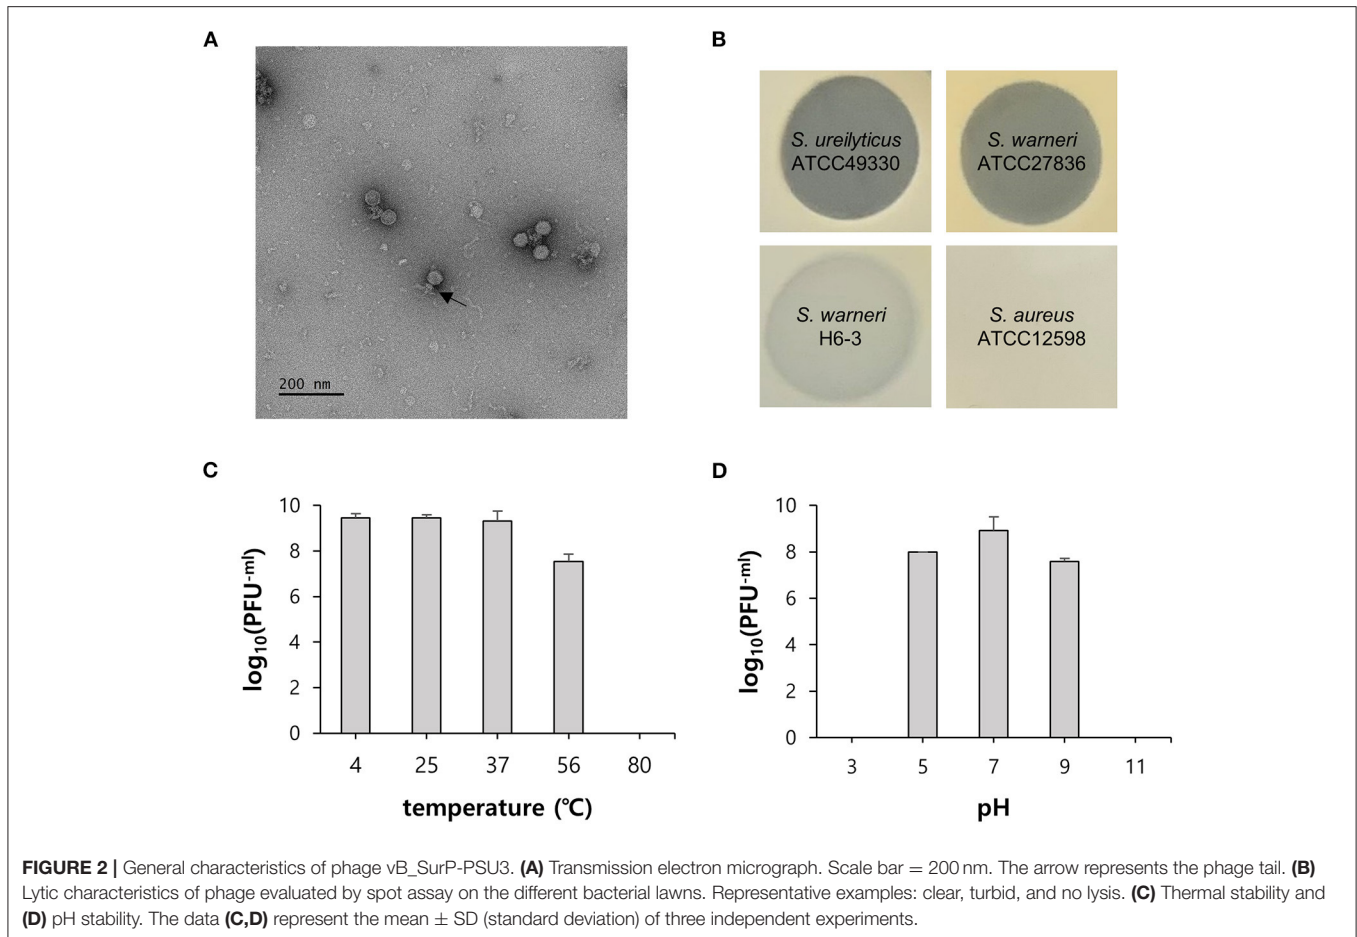 A
B
200 nm
S. ureilyticus
ATCC49330
S. warneri
ATCC27836
S. warneri
H6-3
S. aureus
ATCC12598
C
D
10
8
6
4
2
0
log₁₀(PFU⁻ᵐˡ)
4 25 37 56 80
temperature (℃)
10
8
6
4
2
0
log₁₀(PFU⁻ᵐˡ)
3 5 7 9 11
pH
FIGURE 2 | General characteristics of phage vB_SurP-PSU3. (A) Transmission electron micrograph. Scale bar = 200 nm. The arrow represents the phage tail. (B)
Lytic characteristics of phage evaluated by spot assay on the different bacterial lawns. Representative examples: clear, turbid, and no lysis. (C) Thermal stability and
(D) pH stability. The data (C,D) represent the mean ± SD (standard deviation) of three independent experiments.